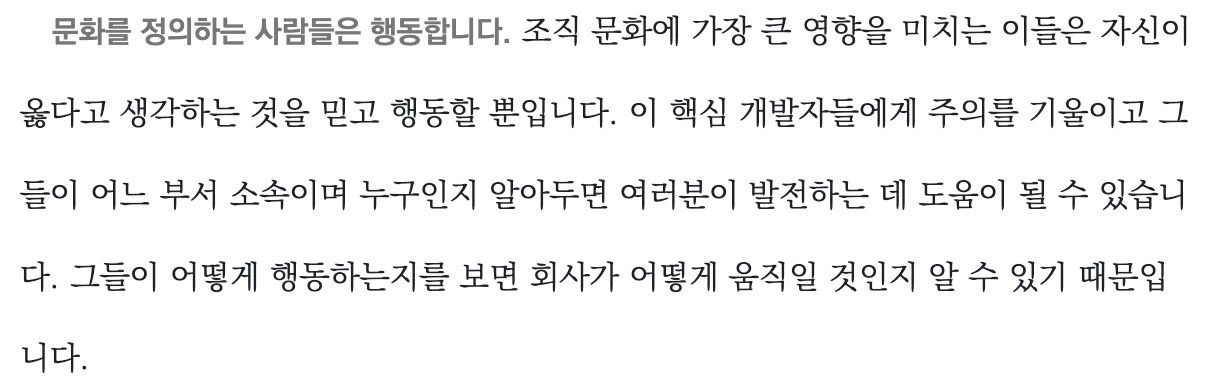 문화를 정의하는 사람들은 행동합니다. 조직 문화에 가장 큰 영향을 미치는 이들은 자신이
옳다고 생각하는 것을 믿고 행동할 뿐입니다. 이 핵심 개발자들에게 주의를 기울이고 그
들이 어느 부서 소속이며 누구인지 알아두면 여러분이 발전하는 데 도움이 될 수 있습니
다. 그들이 어떻게 행동하는지를 보면 회사가 어떻게 움직일 것인지 알 수 있기 때문입
니다.